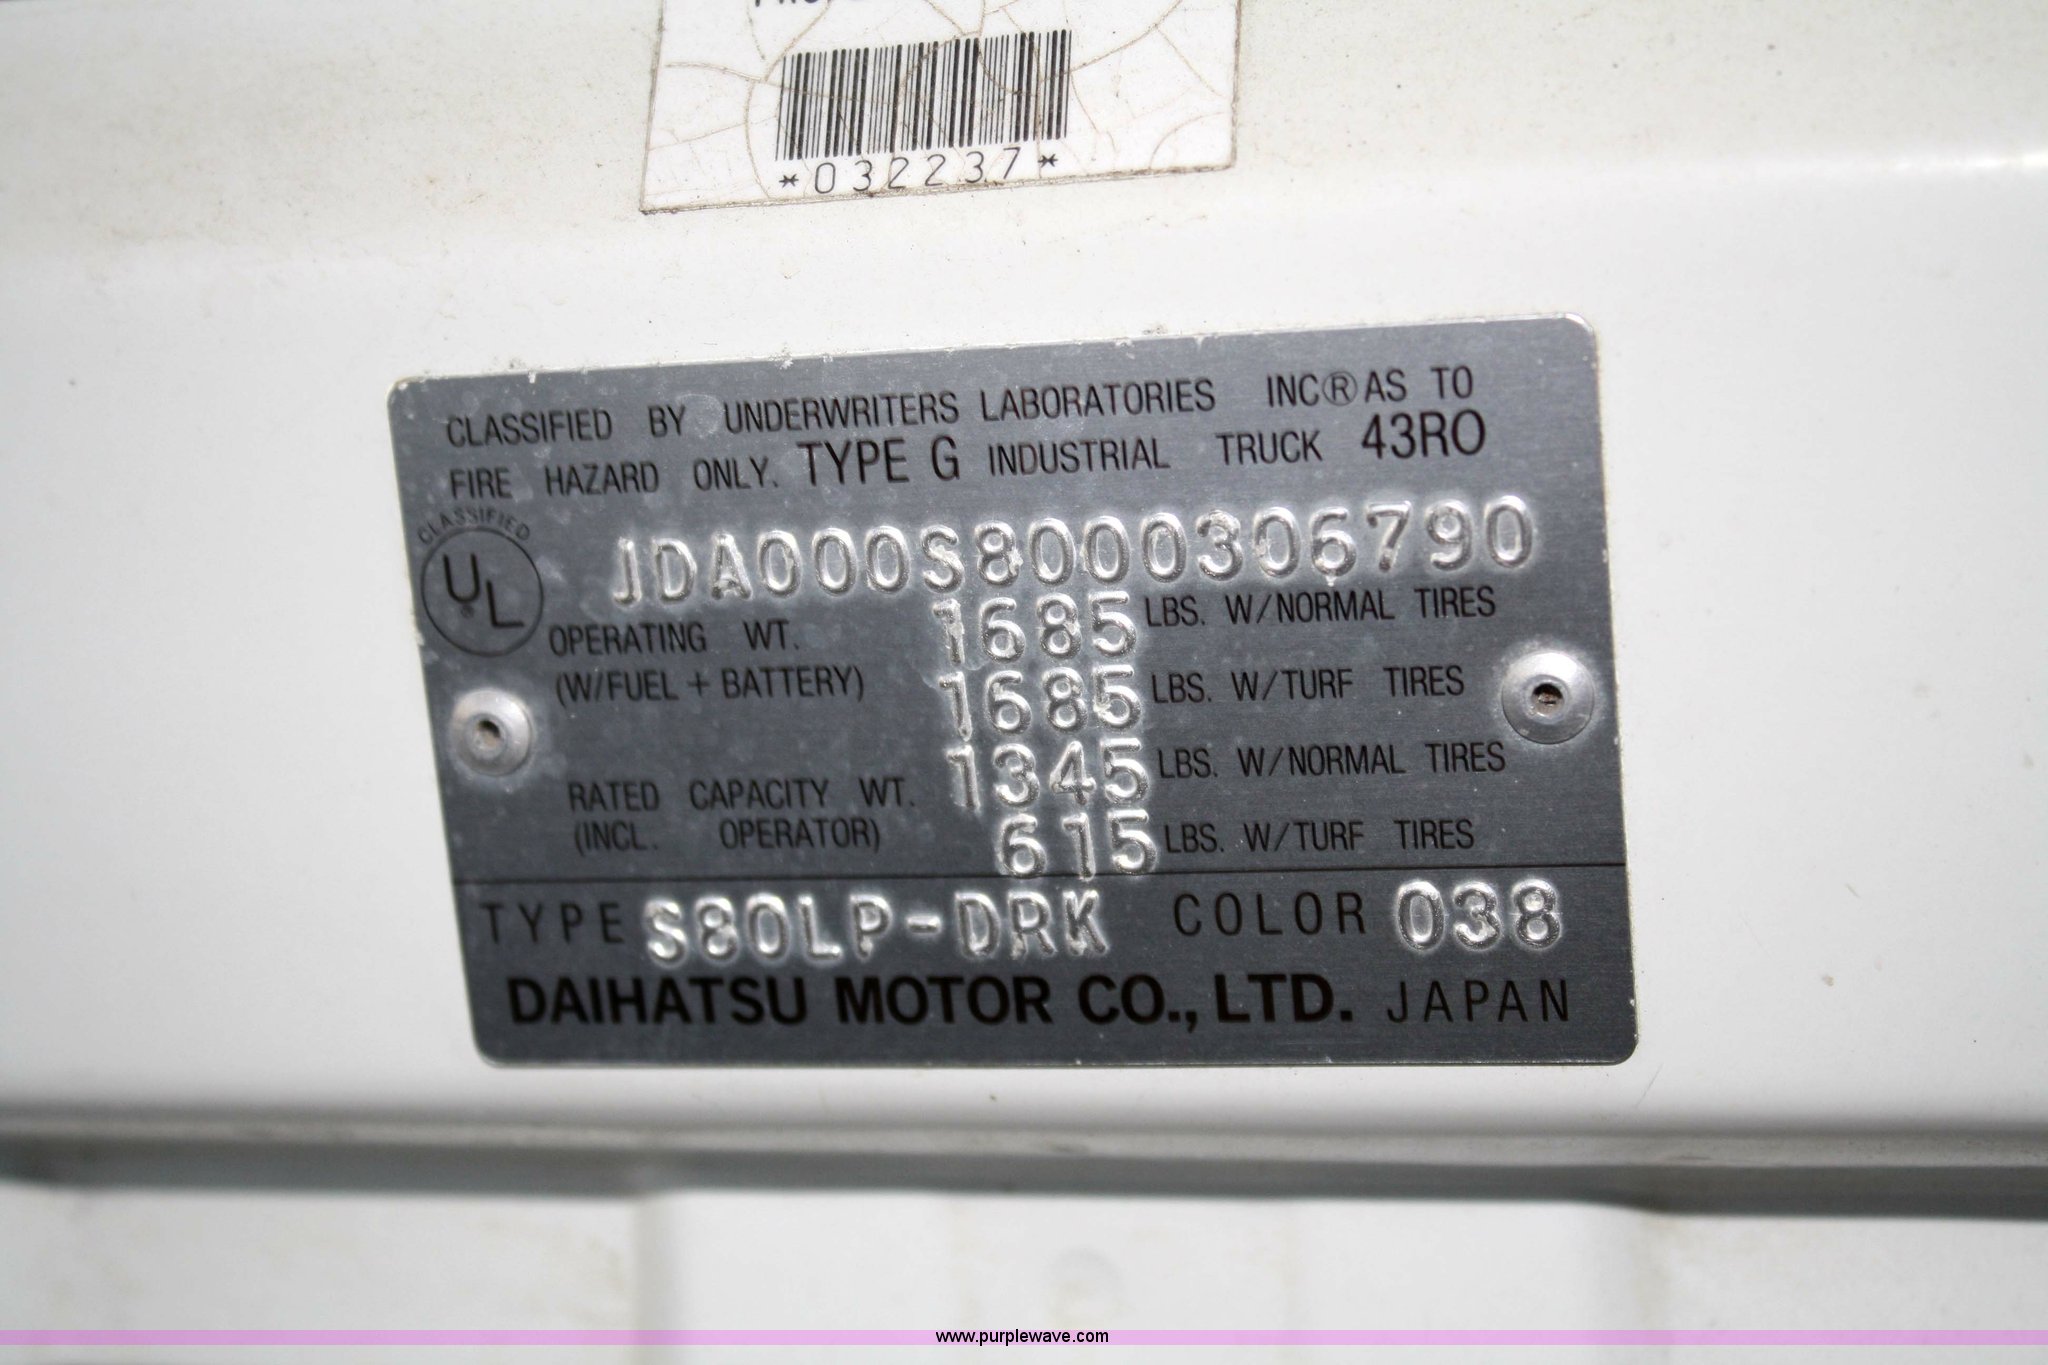 *032237*
CLASSIFIED BY UNDERWRITERS LABORATORIES INC® AS TO
FIRE HAZARD ONLY. TYPE G INDUSTRIAL TRUCK 43RO
CLASSIFIED
UL®
JDA000S80000306790
OPERATING WT. 1685 LBS. W/NORMAL TIRES
(W/FUEL + BATTERY) 1685 LBS. W/TURF TIRES
RATED CAPACITY WT. 1345 LBS. W/NORMAL TIRES
(INCL. OPERATOR) 615 LBS. W/TURF TIRES
TYPE S80LP-DRK COLOR 038
DAIHATSU MOTOR CO., LTD. JAPAN
www.purplewave.com